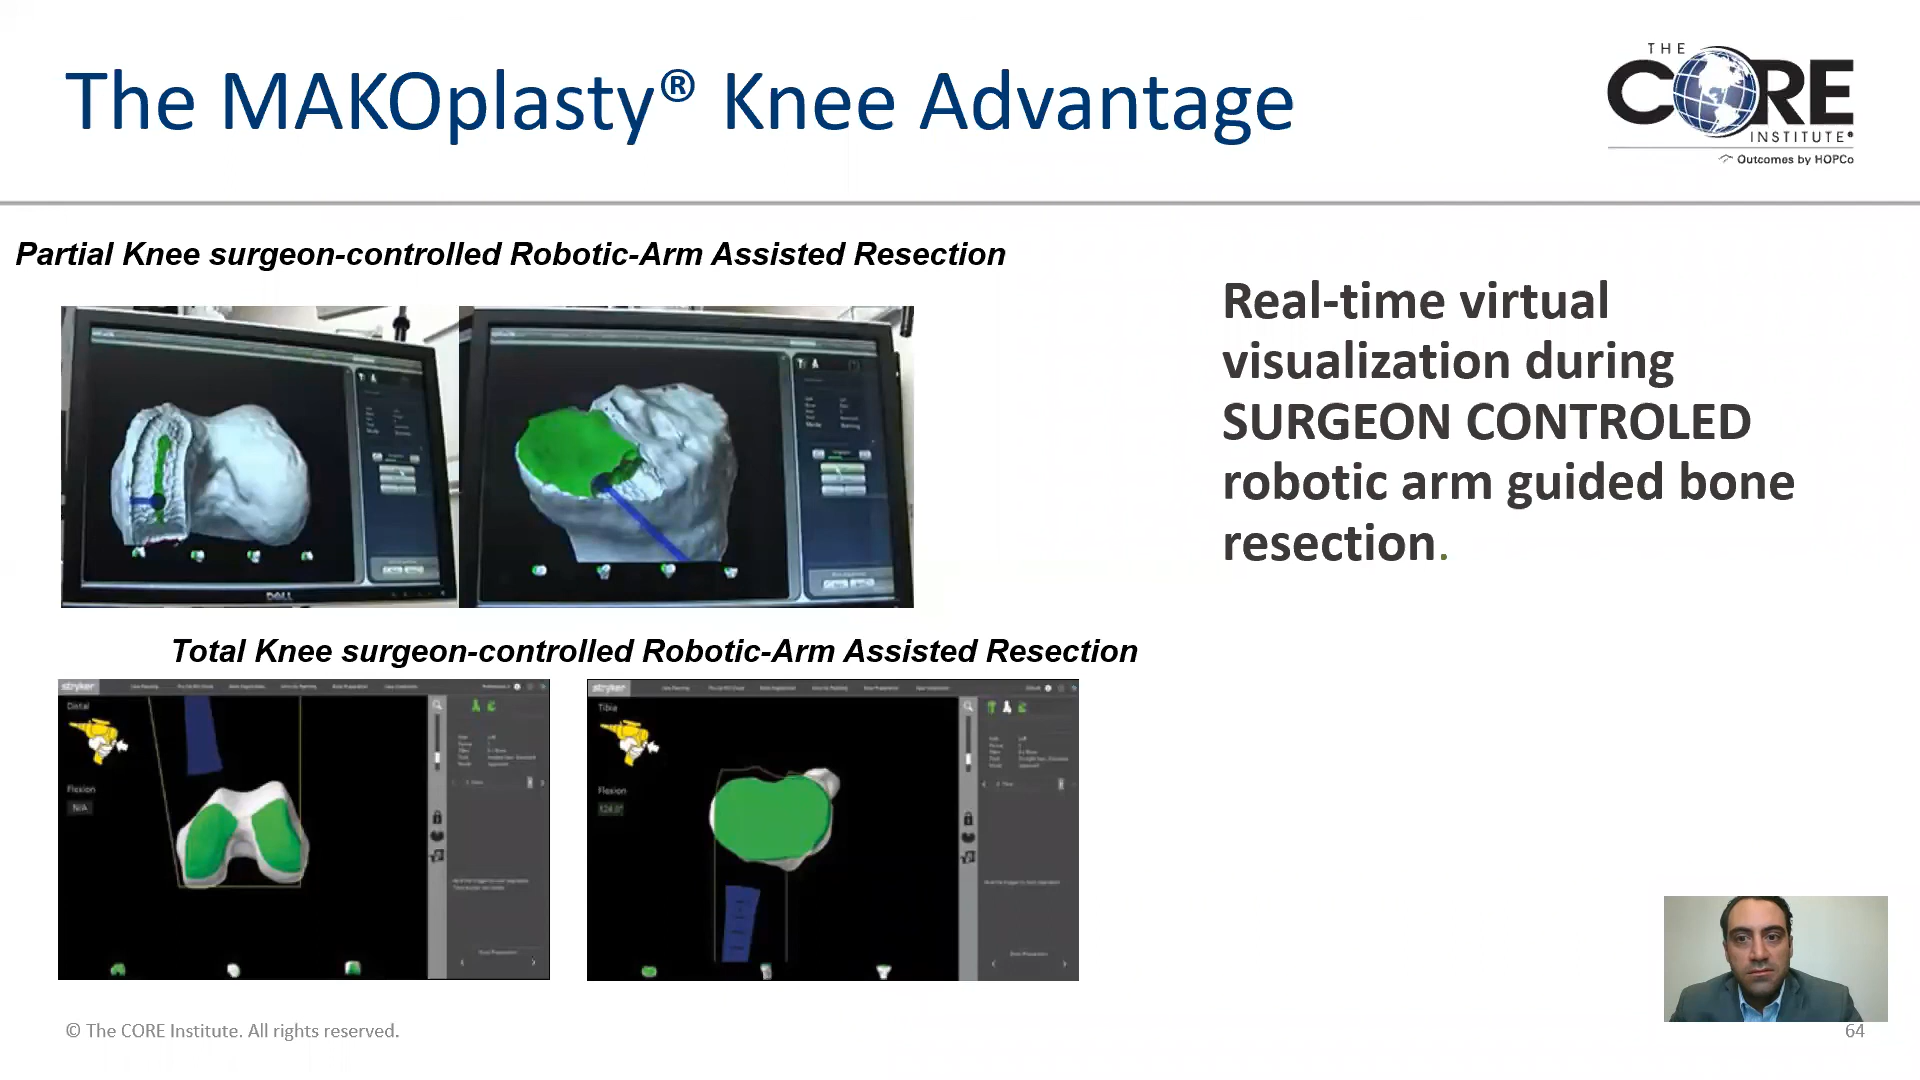 The MAKOplasty® Knee Advantage
THE
CORE
INSTITUTE®
Outcomes by HOPCo
Partial Knee surgeon-controlled Robotic-Arm Assisted Resection
Real-time virtual
visualization during
SURGEON CONTROLED
robotic arm guided bone
resection.
DELL
Total Knee surgeon-controlled Robotic-Arm Assisted Resection
stryker
Distal
Flexion
N/A
stryker
Tibia
Flexion
© The CORE Institute. All rights reserved.
64